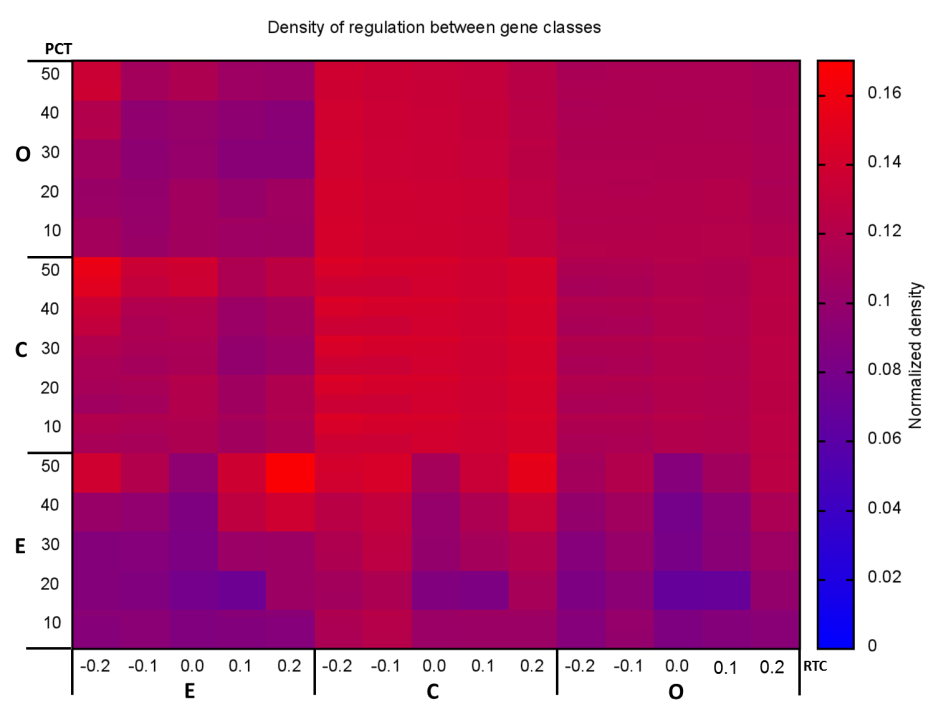 Density of regulation between gene classes
PCT
50
40
O 30
20
10
50
40
C 30
20
10
50
40
E 30
20
10
-0.2 -0.1 0.0 0.1 0.2 -0.2 -0.1 0.0 0.1 0.2 -0.2 -0.1 0.0 0.1 0.2 RTC
E C O
0.16
0.14
0.12
0.1
0.08
0.06
0.04
0.02
0
Normalized density